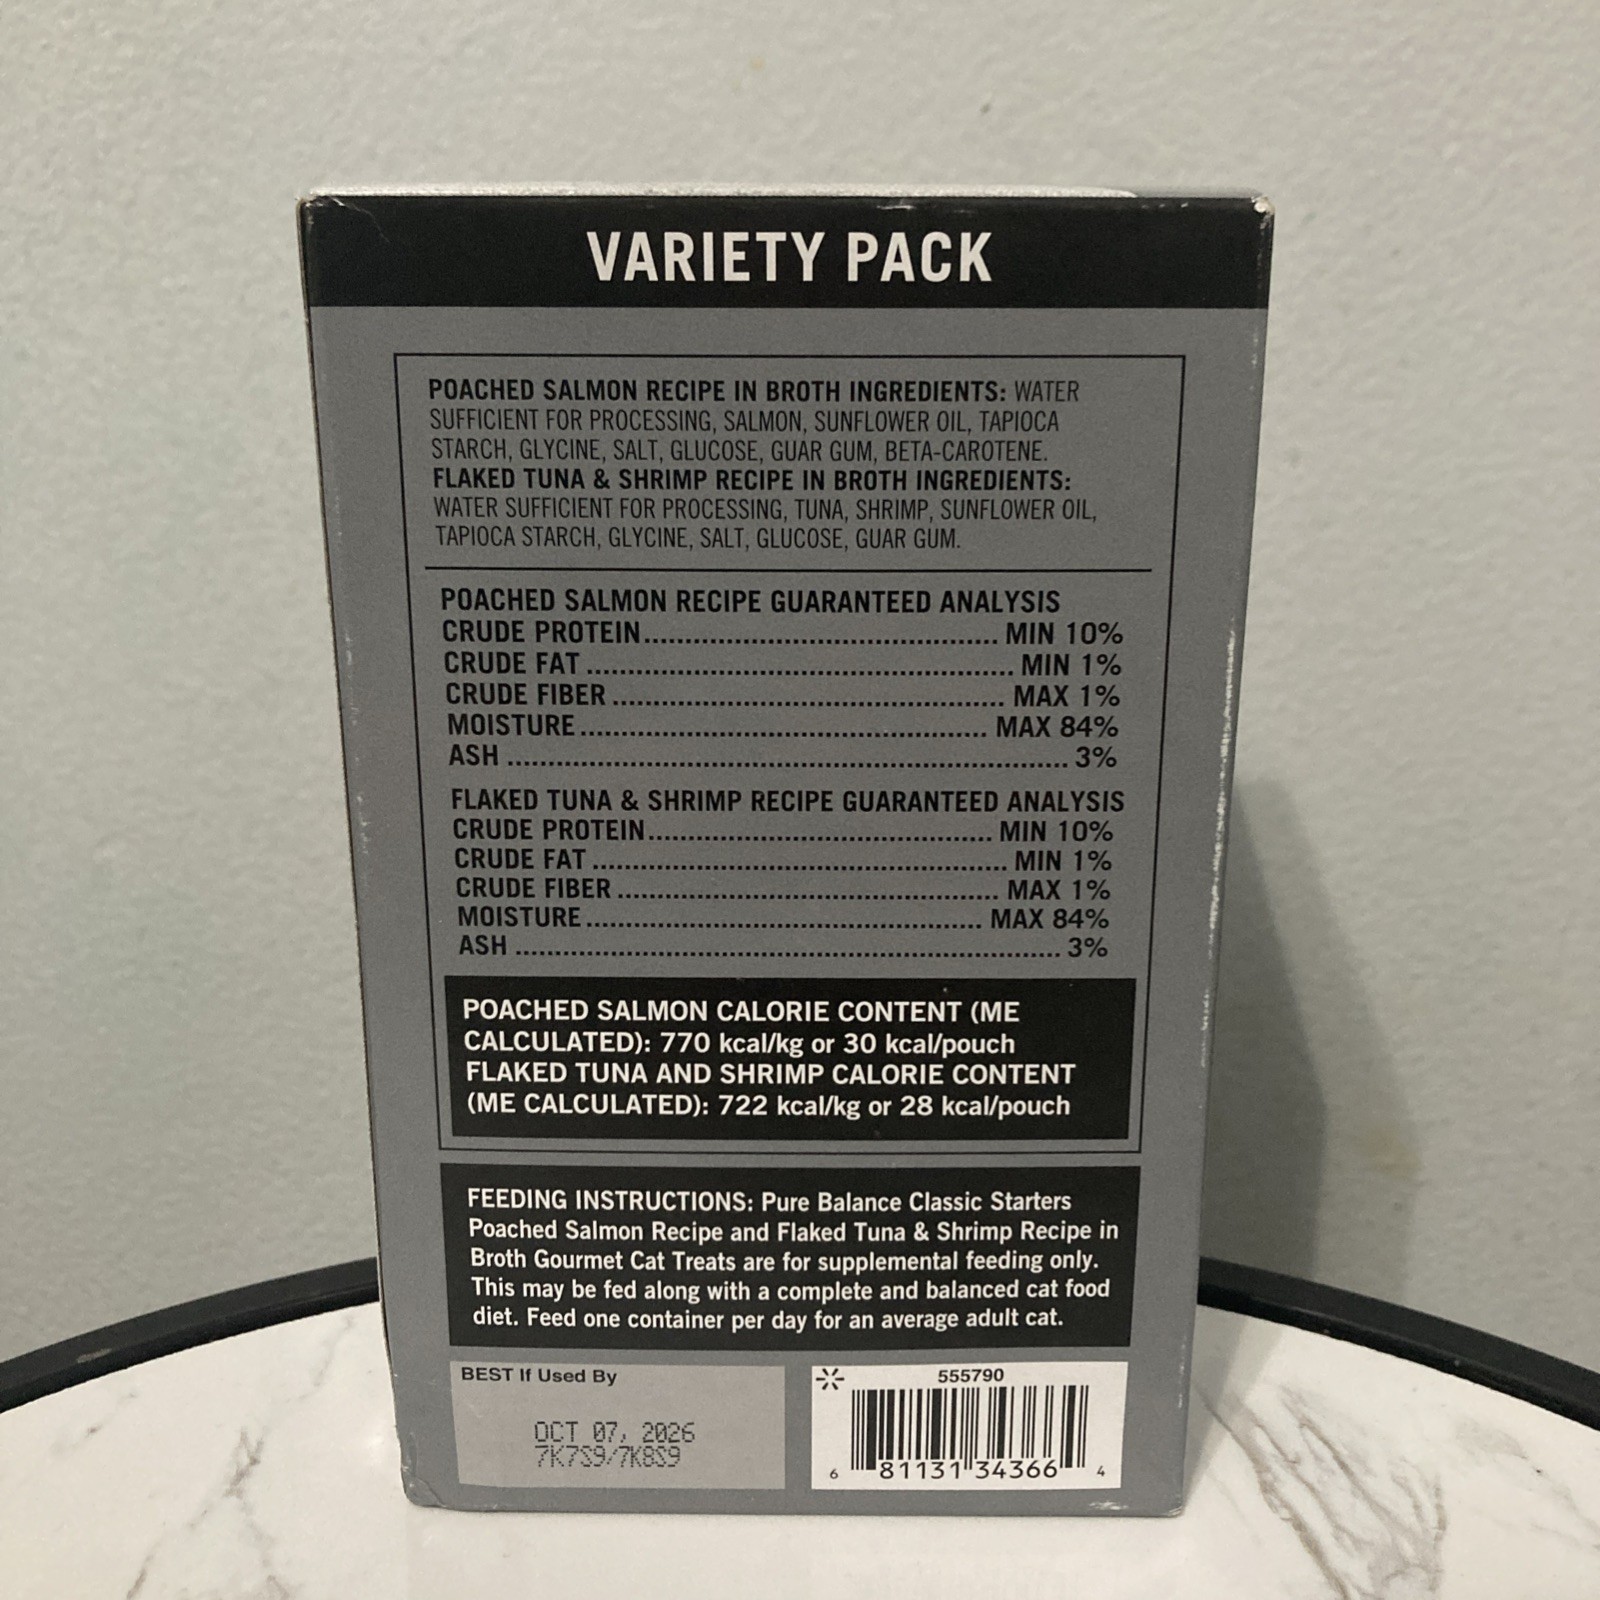 VARIETY PACK
POACHED SALMON RECIPE IN BROTH INGREDIENTS: WATER
SUFFICIENT FOR PROCESSING, SALMON, SUNFLOWER OIL, TAPIOCA
STARCH, GLYCINE, SALT, GLUCOSE, GUAR GUM, BETA-CAROTENE.
FLAKED TUNA & SHRIMP RECIPE IN BROTH INGREDIENTS:
WATER SUFFICIENT FOR PROCESSING, TUNA, SHRIMP, SUNFLOWER OIL,
TAPIOCA STARCH, GLYCINE, SALT, GLUCOSE, GUAR GUM.
POACHED SALMON RECIPE GUARANTEED ANALYSIS
CRUDE PROTEIN........................................... MIN 10%
CRUDE FAT .................................................... MIN 1%
CRUDE FIBER ................................................ MAX 1%
MOISTURE.................................................. MAX 84%
ASH .................................................................... 3%
FLAKED TUNA & SHRIMP RECIPE GUARANTEED ANALYSIS
CRUDE PROTEIN.......................................... MIN 10%
CRUDE FAT ................................................... MIN 1%
CRUDE FIBER ............................................... MAX 1%
MOISTURE................................................. MAX 84%
ASH ................................................................... 3%
POACHED SALMON CALORIE CONTENT (ME
CALCULATED): 770 kcal/kg or 30 kcal/pouch
FLAKED TUNA AND SHRIMP CALORIE CONTENT
(ME CALCULATED): 722 kcal/kg or 28 kcal/pouch
FEEDING INSTRUCTIONS: Pure Balance Classic Starters
Poached Salmon Recipe and Flaked Tuna & Shrimp Recipe in
Broth Gourmet Cat Treats are for supplemental feeding only.
This may be fed along with a complete and balanced cat food
diet. Feed one container per day for an average adult cat.
BEST If Used By
OCT 07, 2026
7K7S9/7K8S9
555790
6 81131 34366 4